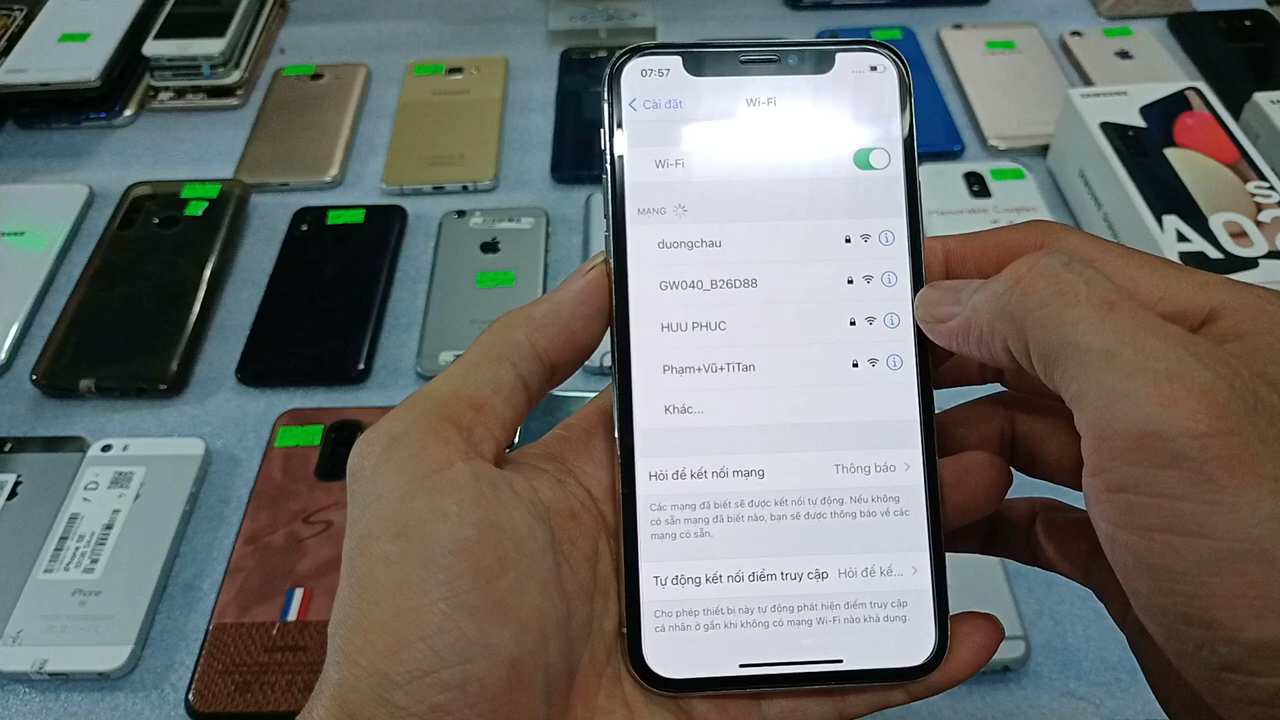 07:57
Cài đặt
Wi-Fi
Wi-Fi
MẠNG
duongchau
GW040_B26D88
HUU PHUC
Phạm+Vũ+TiTan
Khác...
Hỏi để kết nối mạng
Thông báo
Các mạng đã biết sẽ được kết nối tự động. Nếu không
có sẵn mạng đã biết nào, bạn sẽ được thông báo về các
mạng có sẵn.
Tự động kết nối điểm truy cập
Hỏi để kế...
Cho phép thiết bị này tự động phát hiện điểm truy cập
cá nhân ở gần khi không có mạng Wi-Fi nào khả dụng.
SAMSUNG
A02
iPhone